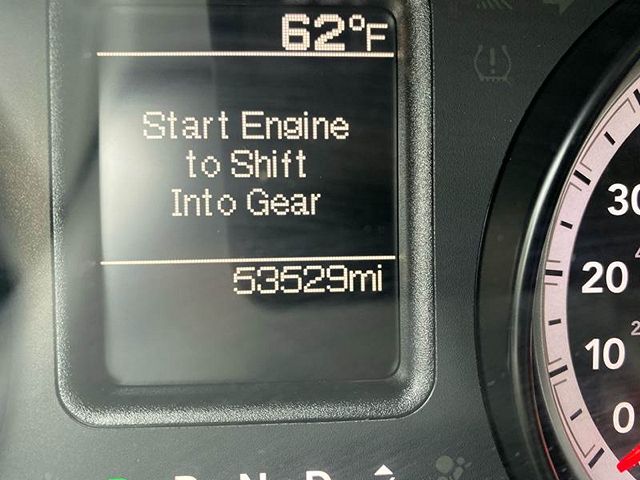 62°F
Start Engine
to Shift
Into Gear
53529mi
30
20
10
0
R N D